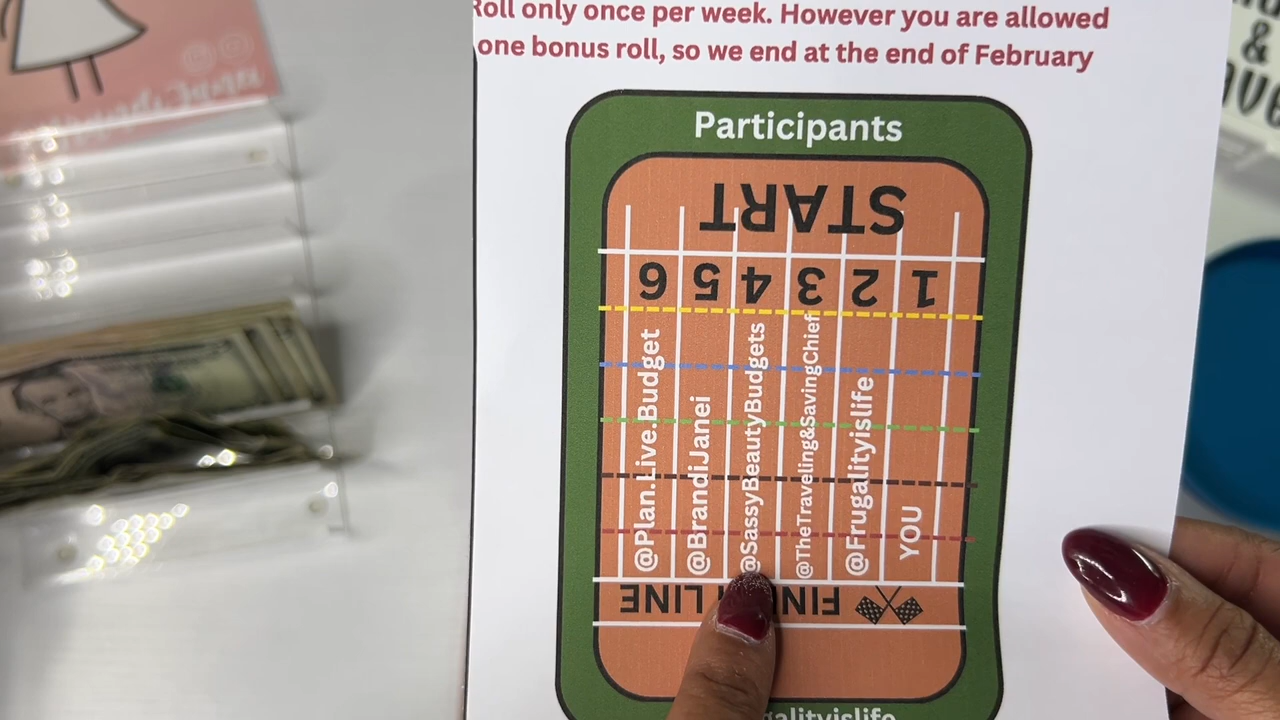 Roll only once per week. However you are allowed
one bonus roll, so we end at the end of February
Participants
START
6 5 4 3 2 1
@Plan.Live.Budget
@BrandiJanei
@SassyBeautyBudgets
@TheTraveling&SavingChief
@Frugalityislife
YOU
FINISH LINE
&